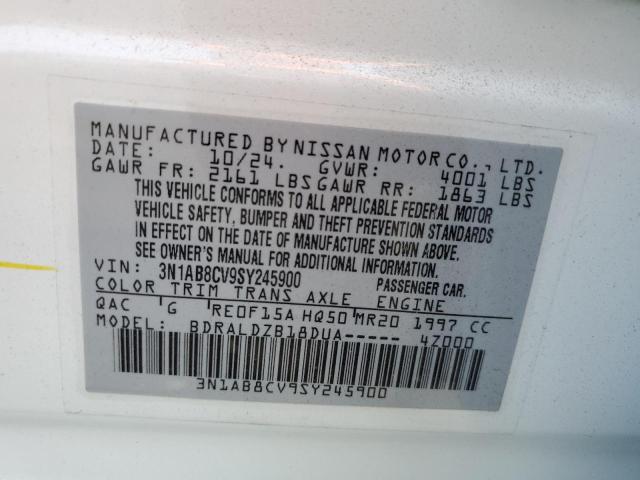 MANUFACTURED BY NISSAN MOTOR CO., LTD.
DATE: 10/24. GVWR: 4001 LBS
GAWR FR: 2161 LBS GAWR RR: 1863 LBS
THIS VEHICLE CONFORMS TO ALL APPLICABLE FEDERAL MOTOR
VEHICLE SAFETY, BUMPER AND THEFT PREVENTION STANDARDS
IN EFFECT ON THE DATE OF MANUFACTURE SHOWN ABOVE.
SEE OWNER'S MANUAL FOR FURTHER INFORMATION.
VIN: 3N1AB8CV9SY245900 PASSENGER CAR.
COLOR TRIM TRANS AXLE ENGINE
QAC G RE0F15A HQ50 MR20 1997 CC
MODEL: BDRALDZB18DUA----- 4Z000
3N1AB8CV9SY245900